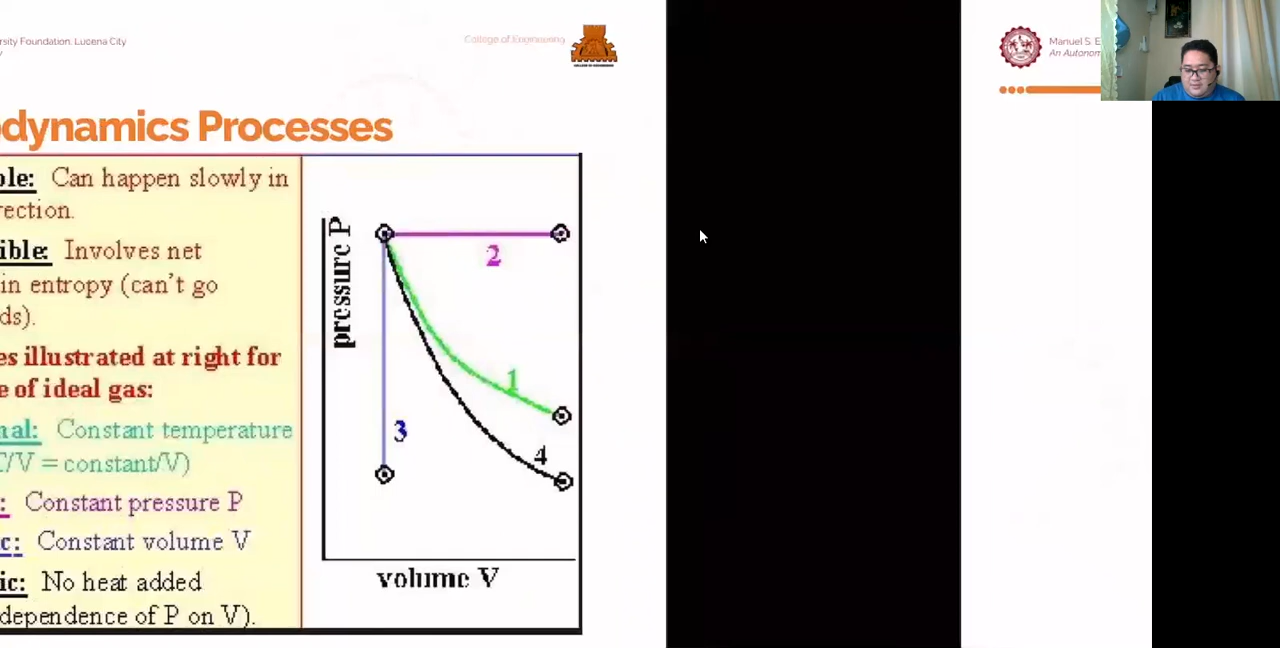 rsity Foundation. Lucena City
College of Engineering
Manuel S. E
An Autonom
odynamics Processes
ble: Can happen slowly in
rection.
ible: Involves net
in entropy (can't go
ds).
es illustrated at right for
e of ideal gas:
nal: Constant temperature
T/V = constant/V)
: Constant pressure P
c: Constant volume V
ic: No heat added
dependence of P on V).
pressure P
2
1
3
4
volume V